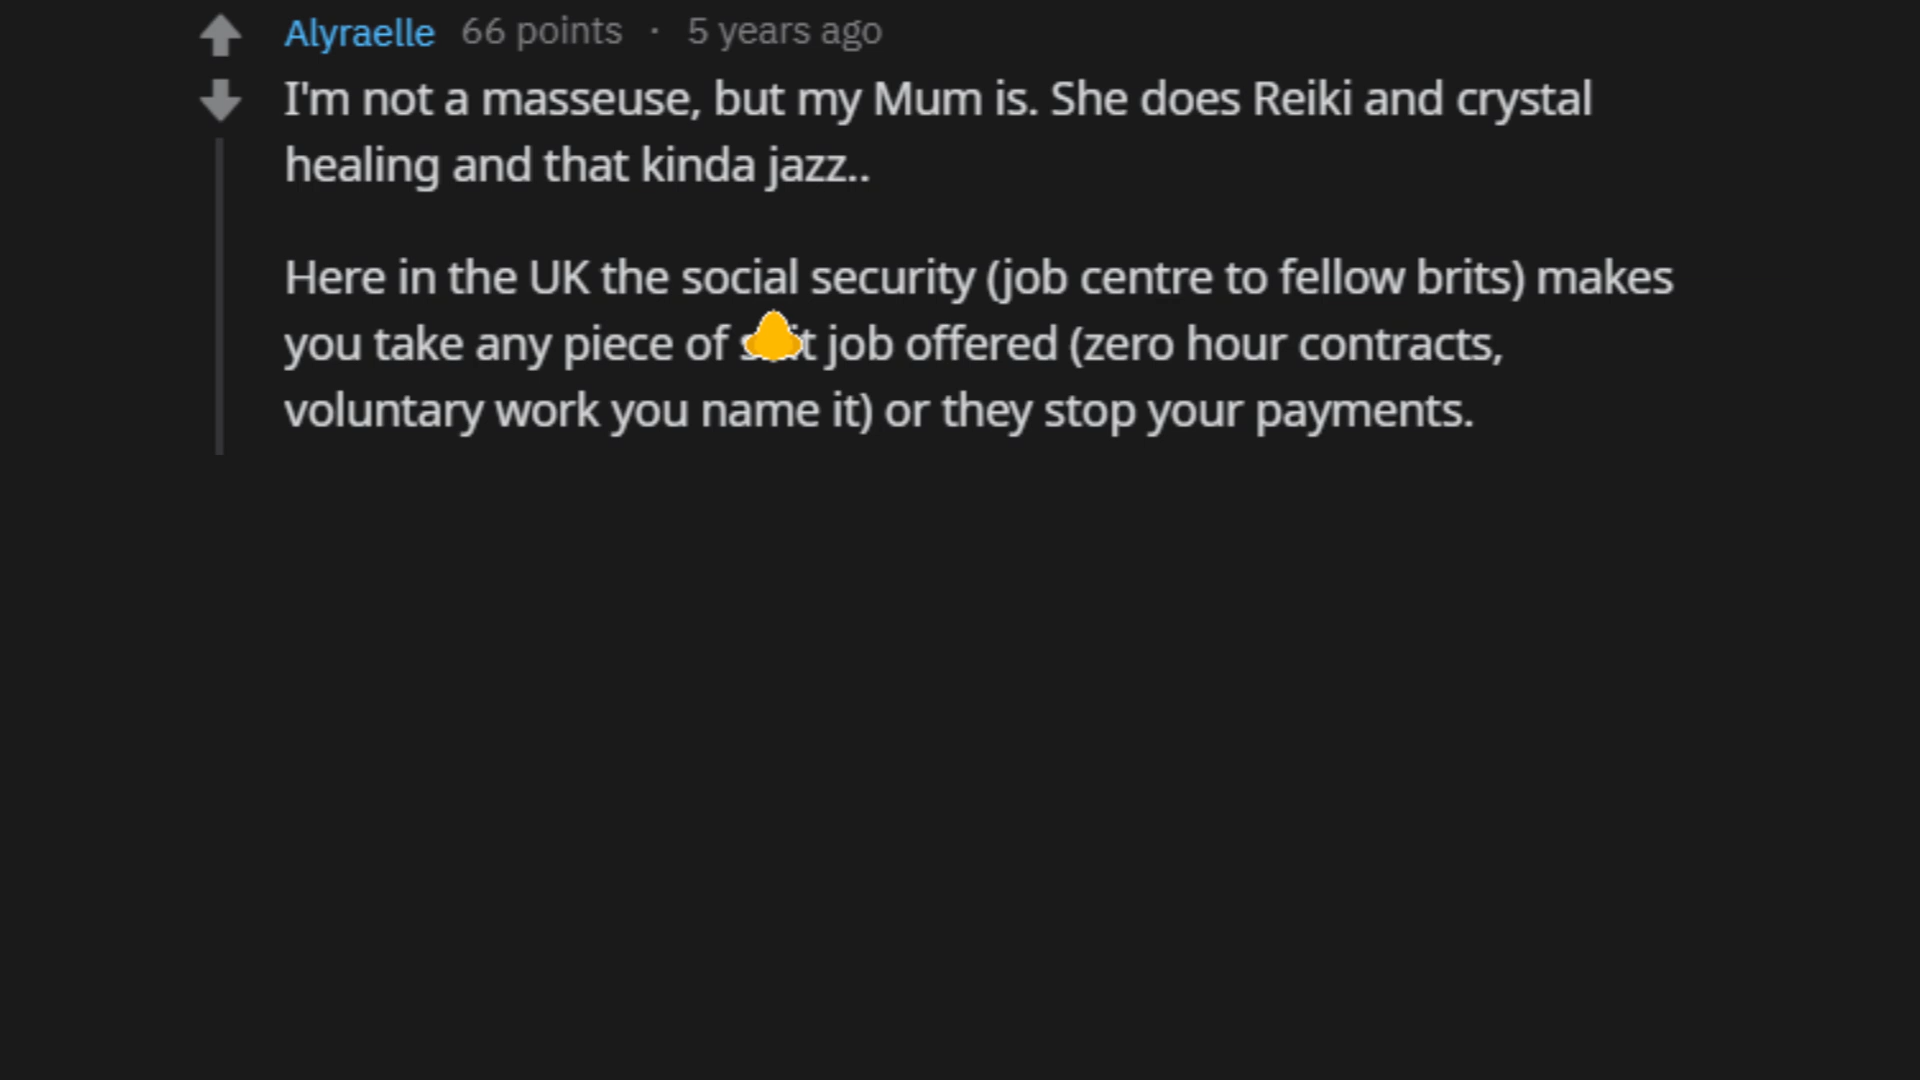 Alyraelle 66 points · 5 years ago
I'm not a masseuse, but my Mum is. She does Reiki and crystal
healing and that kinda jazz..
Here in the UK the social security (job centre to fellow brits) makes
you take any piece of job offered (zero hour contracts,
voluntary work you name it) or they stop your payments.